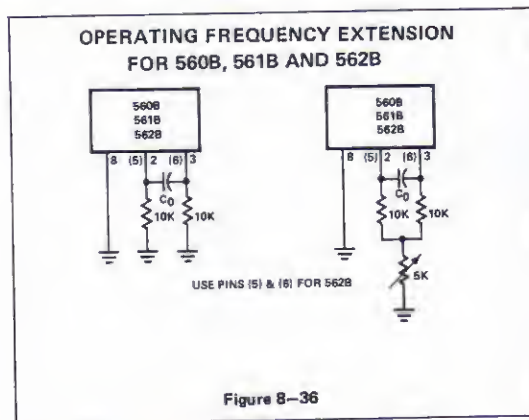 OPERATING FREQUENCY EXTENSION
FOR 560B, 561B AND 562B
560B
561B
562B
8 (5) 2 (6) 3
C0
10K 10K
560B
561B
562B
8 (5) 2 (6) 3
C0
10K 10K
5K
USE PINS (5) & (6) FOR 562B
Figure 8–36